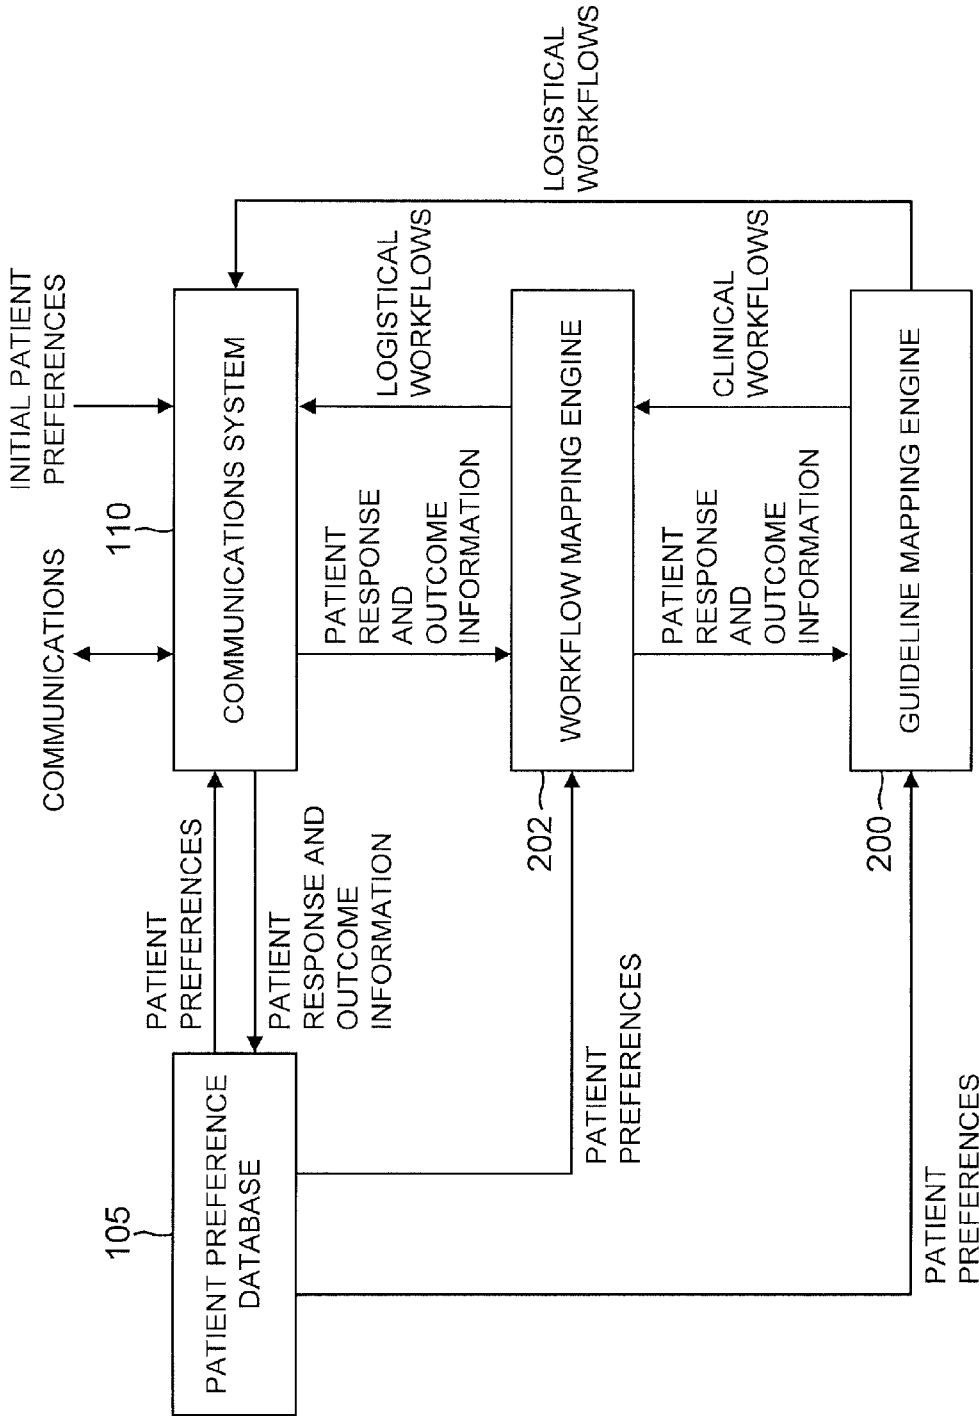 INITIAL PATIENT
PREFERENCES
COMMUNICATIONS
110
COMMUNICATIONS SYSTEM
105
PATIENT PREFERENCE
DATABASE
PATIENT
PREFERENCES
PATIENT
RESPONSE AND
OUTCOME
INFORMATION
PATIENT
RESPONSE
AND
OUTCOME
INFORMATION
LOGISTICAL
WORKFLOWS
LOGISTICAL
WORKFLOWS
202
WORKFLOW MAPPING ENGINE
PATIENT
PREFERENCES
PATIENT
RESPONSE
AND
OUTCOME
INFORMATION
CLINICAL
WORKFLOWS
200
GUIDELINE MAPPING ENGINE
PATIENT
PREFERENCES